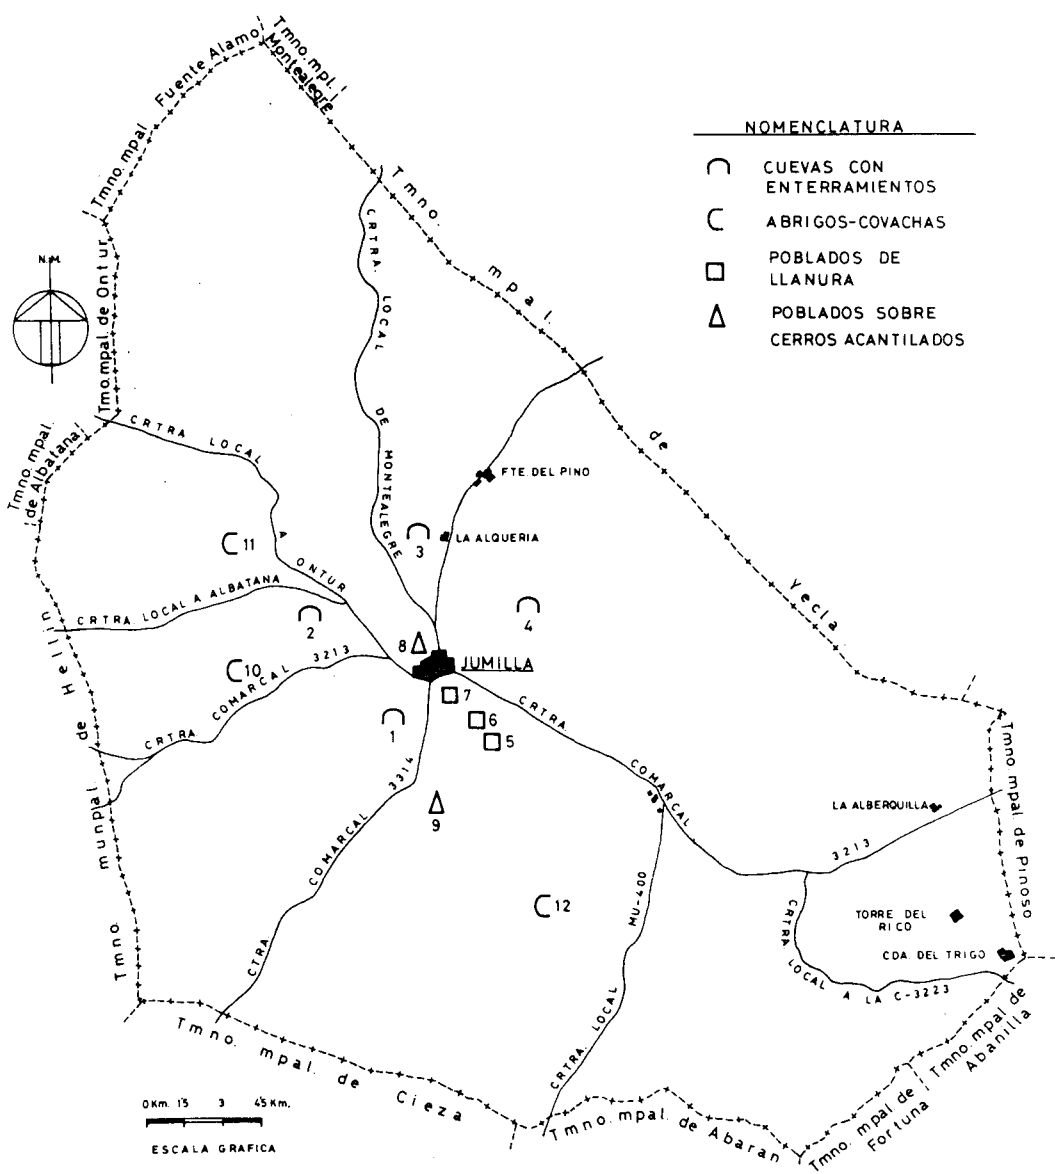 Tmno. mpal Fuente Alamo
Tmno. mpl.
Montealegre
NOMENCLATURA
CUEVAS CON
ENTERRAMIENTOS
ABRIGOS-COVACHAS
POBLADOS DE
LLANURA
POBLADOS SOBRE
CERROS ACANTILADOS
N.M.
Tmo. mpal. de Ontur
Tmno. mpal. de Yecla
CRTRA. LOCAL DE MONTEALEGRE
Tmno. mpal.
de Albatana
CRTRA LOCAL A ONTUR
FTE. DEL PINO
LA ALQUERIA
3
11
4
CRTRA. LOCAL A ALBATANA
2
8
JUMILLA
10
CRTRA COMARCAL 3213
7
6
5
1
9
12
CTRA. COMARCAL 3314
CRTRA COMARCAL 3213
LA ALBERQUILLA
Tmno munpal. de Hellin
Tmno mpal. de Pinoso
TORRE DEL
RICO
CDA. DEL TRIGO
CRTRA LOCAL A LA C-3223
CRTRA. LOCAL MU-400
Tmno. mpal. de Cieza
Tmno. mpal. de Abaran
Tmno. mpal de
Fortuna
Tmno. mpal de
Abanilla
0Km. 1'5 3 4'5 Km.
ESCALA GRAFICA